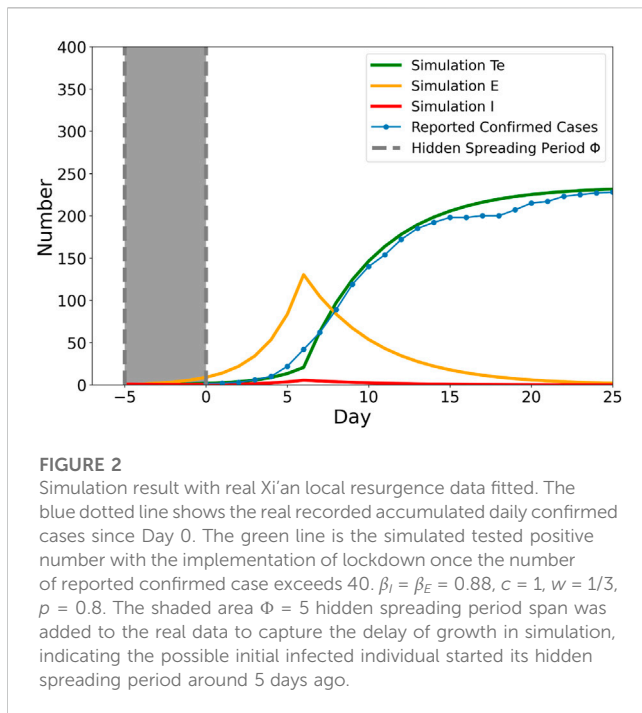 400
350
300
250
200
150
100
50
0
Number
−5
0
5
10
15
20
25
Day
Simulation Te
Simulation E
Simulation I
Reported Confirmed Cases
Hidden Spreading Period Φ
FIGURE 2
Simulation result with real Xi'an local resurgence data fitted. The
blue dotted line shows the real recorded accumulated daily confirmed
cases since Day 0. The green line is the simulated tested positive
number with the implementation of lockdown once the number
of reported confirmed case exceeds 40. βI = βE = 0.88, c = 1, w = 1/3,
p = 0.8. The shaded area Φ = 5 hidden spreading period span was
added to the real data to capture the delay of growth in simulation,
indicating the possible initial infected individual started its hidden
spreading period around 5 days ago.